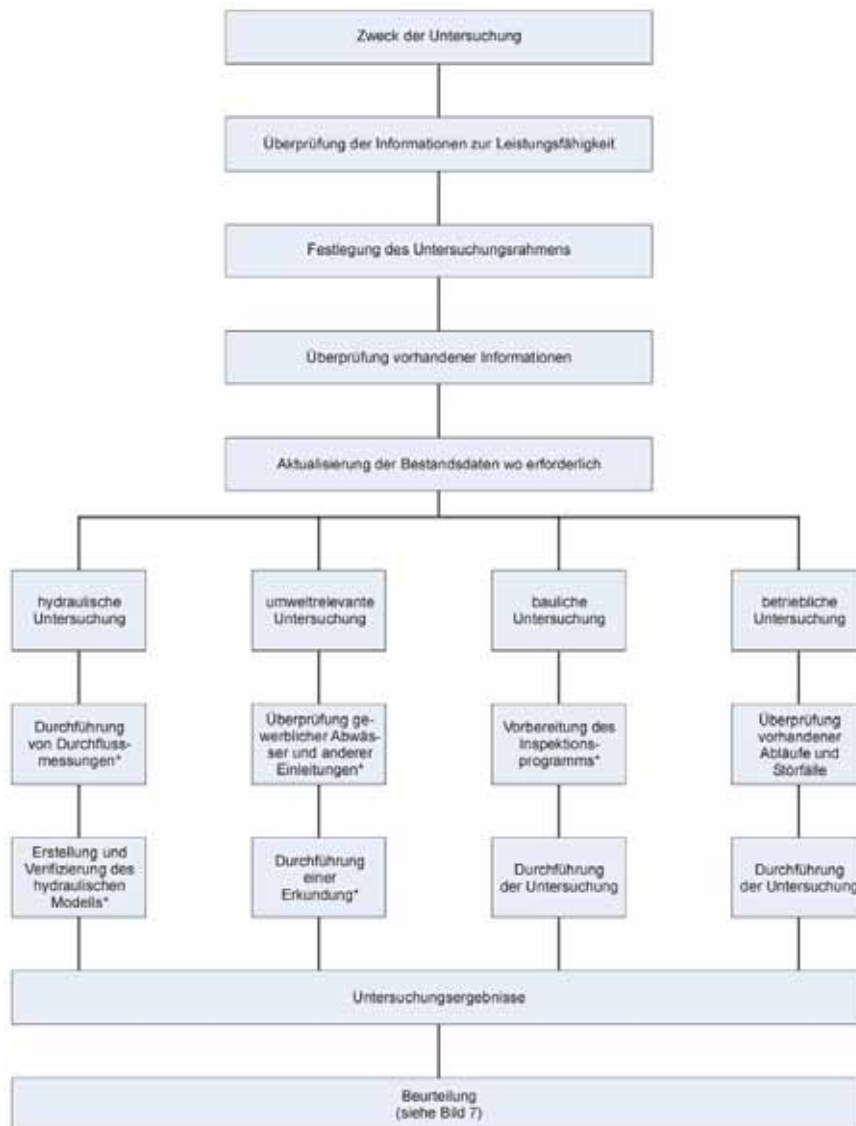 Zweck der Untersuchung
Überprüfung der Informationen zur Leistungsfähigkeit
Festlegung des Untersuchungsrahmens
Überprüfung vorhandener Informationen
Aktualisierung der Bestandsdaten wo erforderlich
hydraulische
Untersuchung
umweltrelevante
Untersuchung
bauliche
Untersuchung
betriebliche
Untersuchung
Durchführung
von Durchfluss-
messungen*
Überprüfung ge-
werblicher Abwäs-
ser und anderer
Einleitungen*
Vorbereitung des
Inspektions-
programms*
Überprüfung
vorhandener
Abläufe und
Störfälle
Erstellung und
Verifizierung des
hydraulischen
Modells*
Durchführung
einer
Erkundung*
Durchführung
der Untersuchung
Durchführung
der Untersuchung
Untersuchungsergebnisse
Beurteilung
(siehe Bild 7)